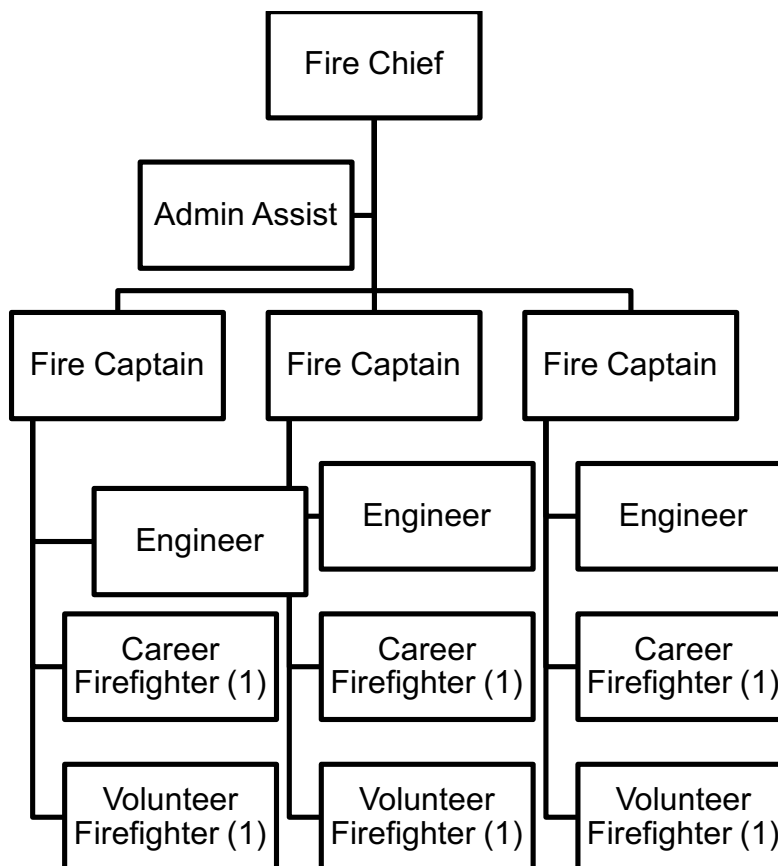 Fire Chief
Admin Assist
Fire Captain
Fire Captain
Fire Captain
Engineer
Engineer
Engineer
Career
Firefighter (1)
Career
Firefighter (1)
Career
Firefighter (1)
Volunteer
Firefighter (1)
Volunteer
Firefighter (1)
Volunteer
Firefighter (1)